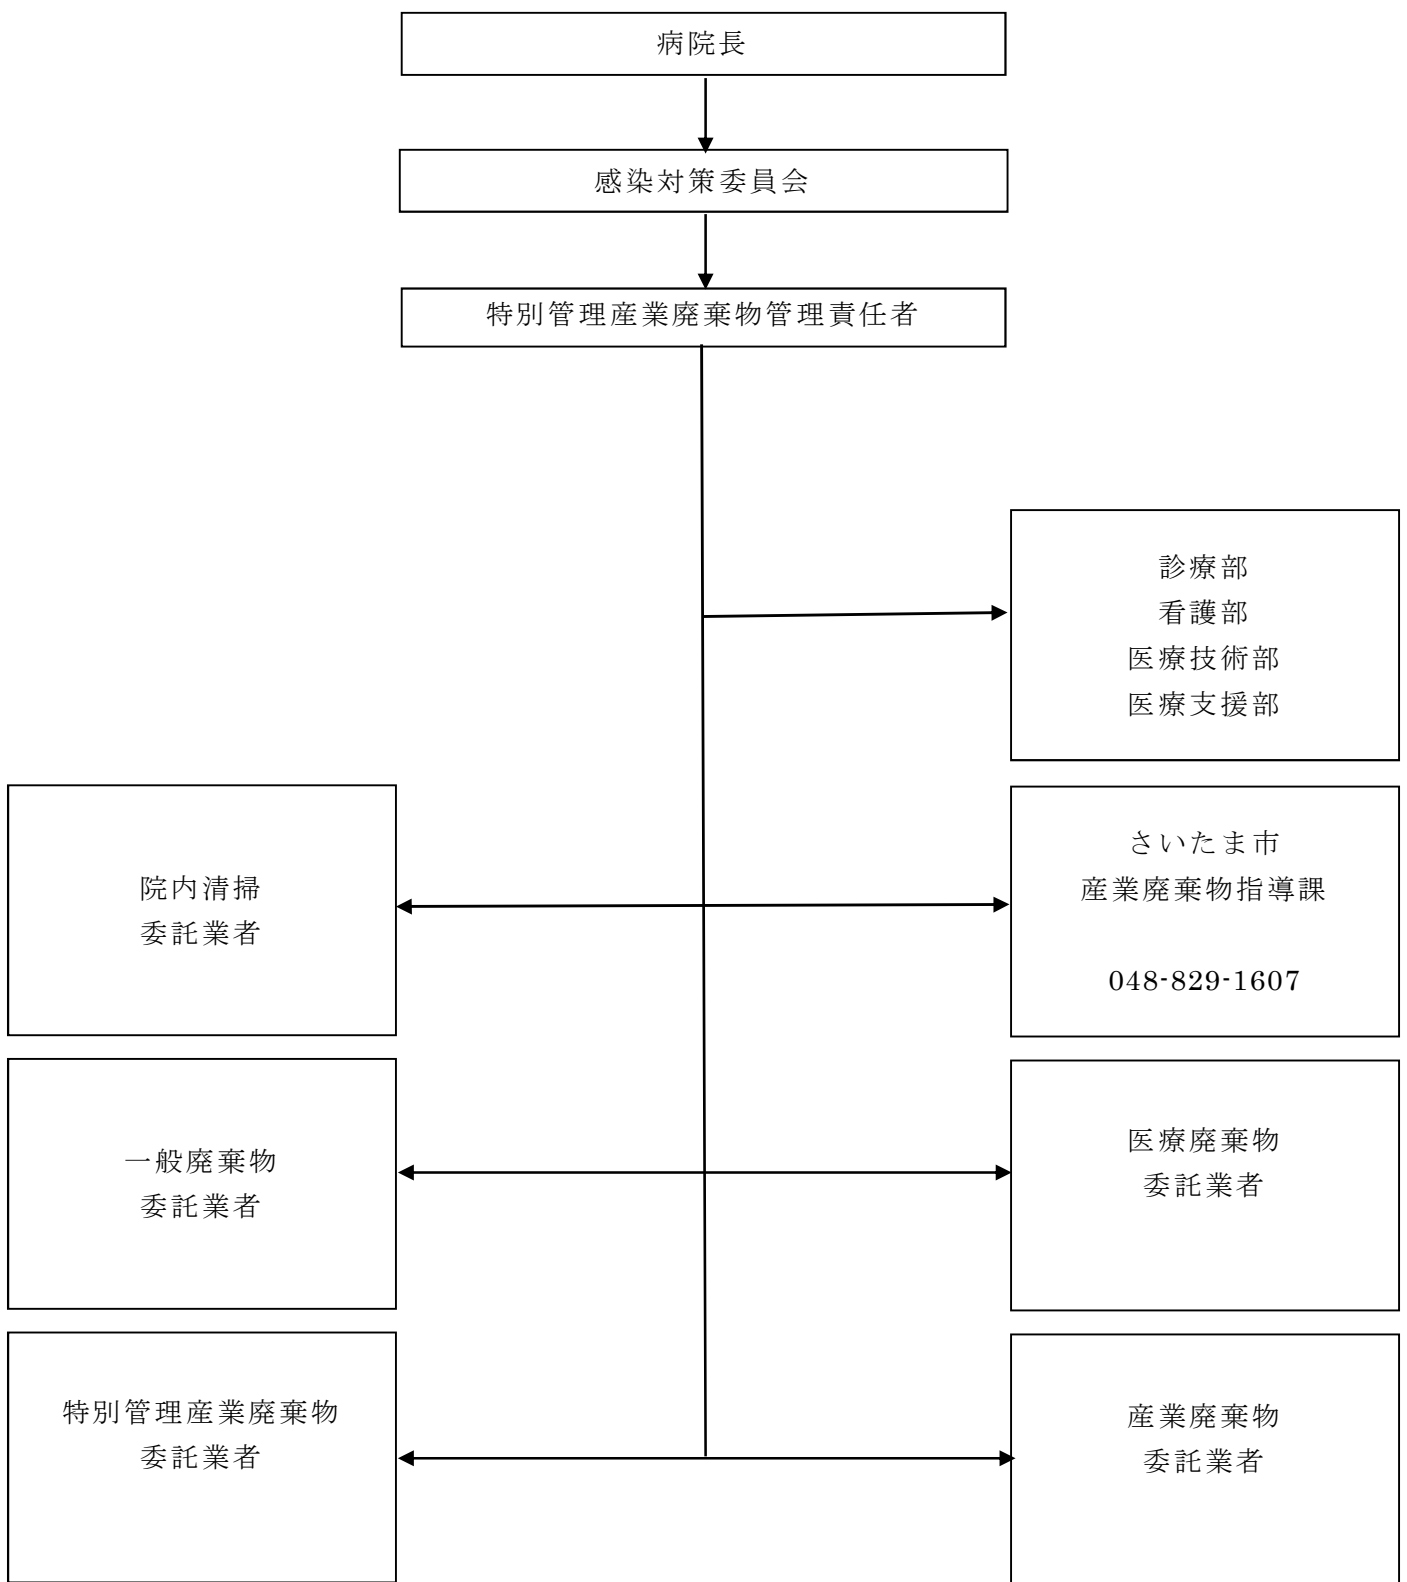 病院長
感染対策委員会
特別管理産業廃棄物管理責任者
診療部
看護部
医療技術部
医療支援部
院内清掃
委託業者
さいたま市
産業廃棄物指導課
048-829-1607
一般廃棄物
委託業者
医療廃棄物
委託業者
特別管理産業廃棄物
委託業者
産業廃棄物
委託業者